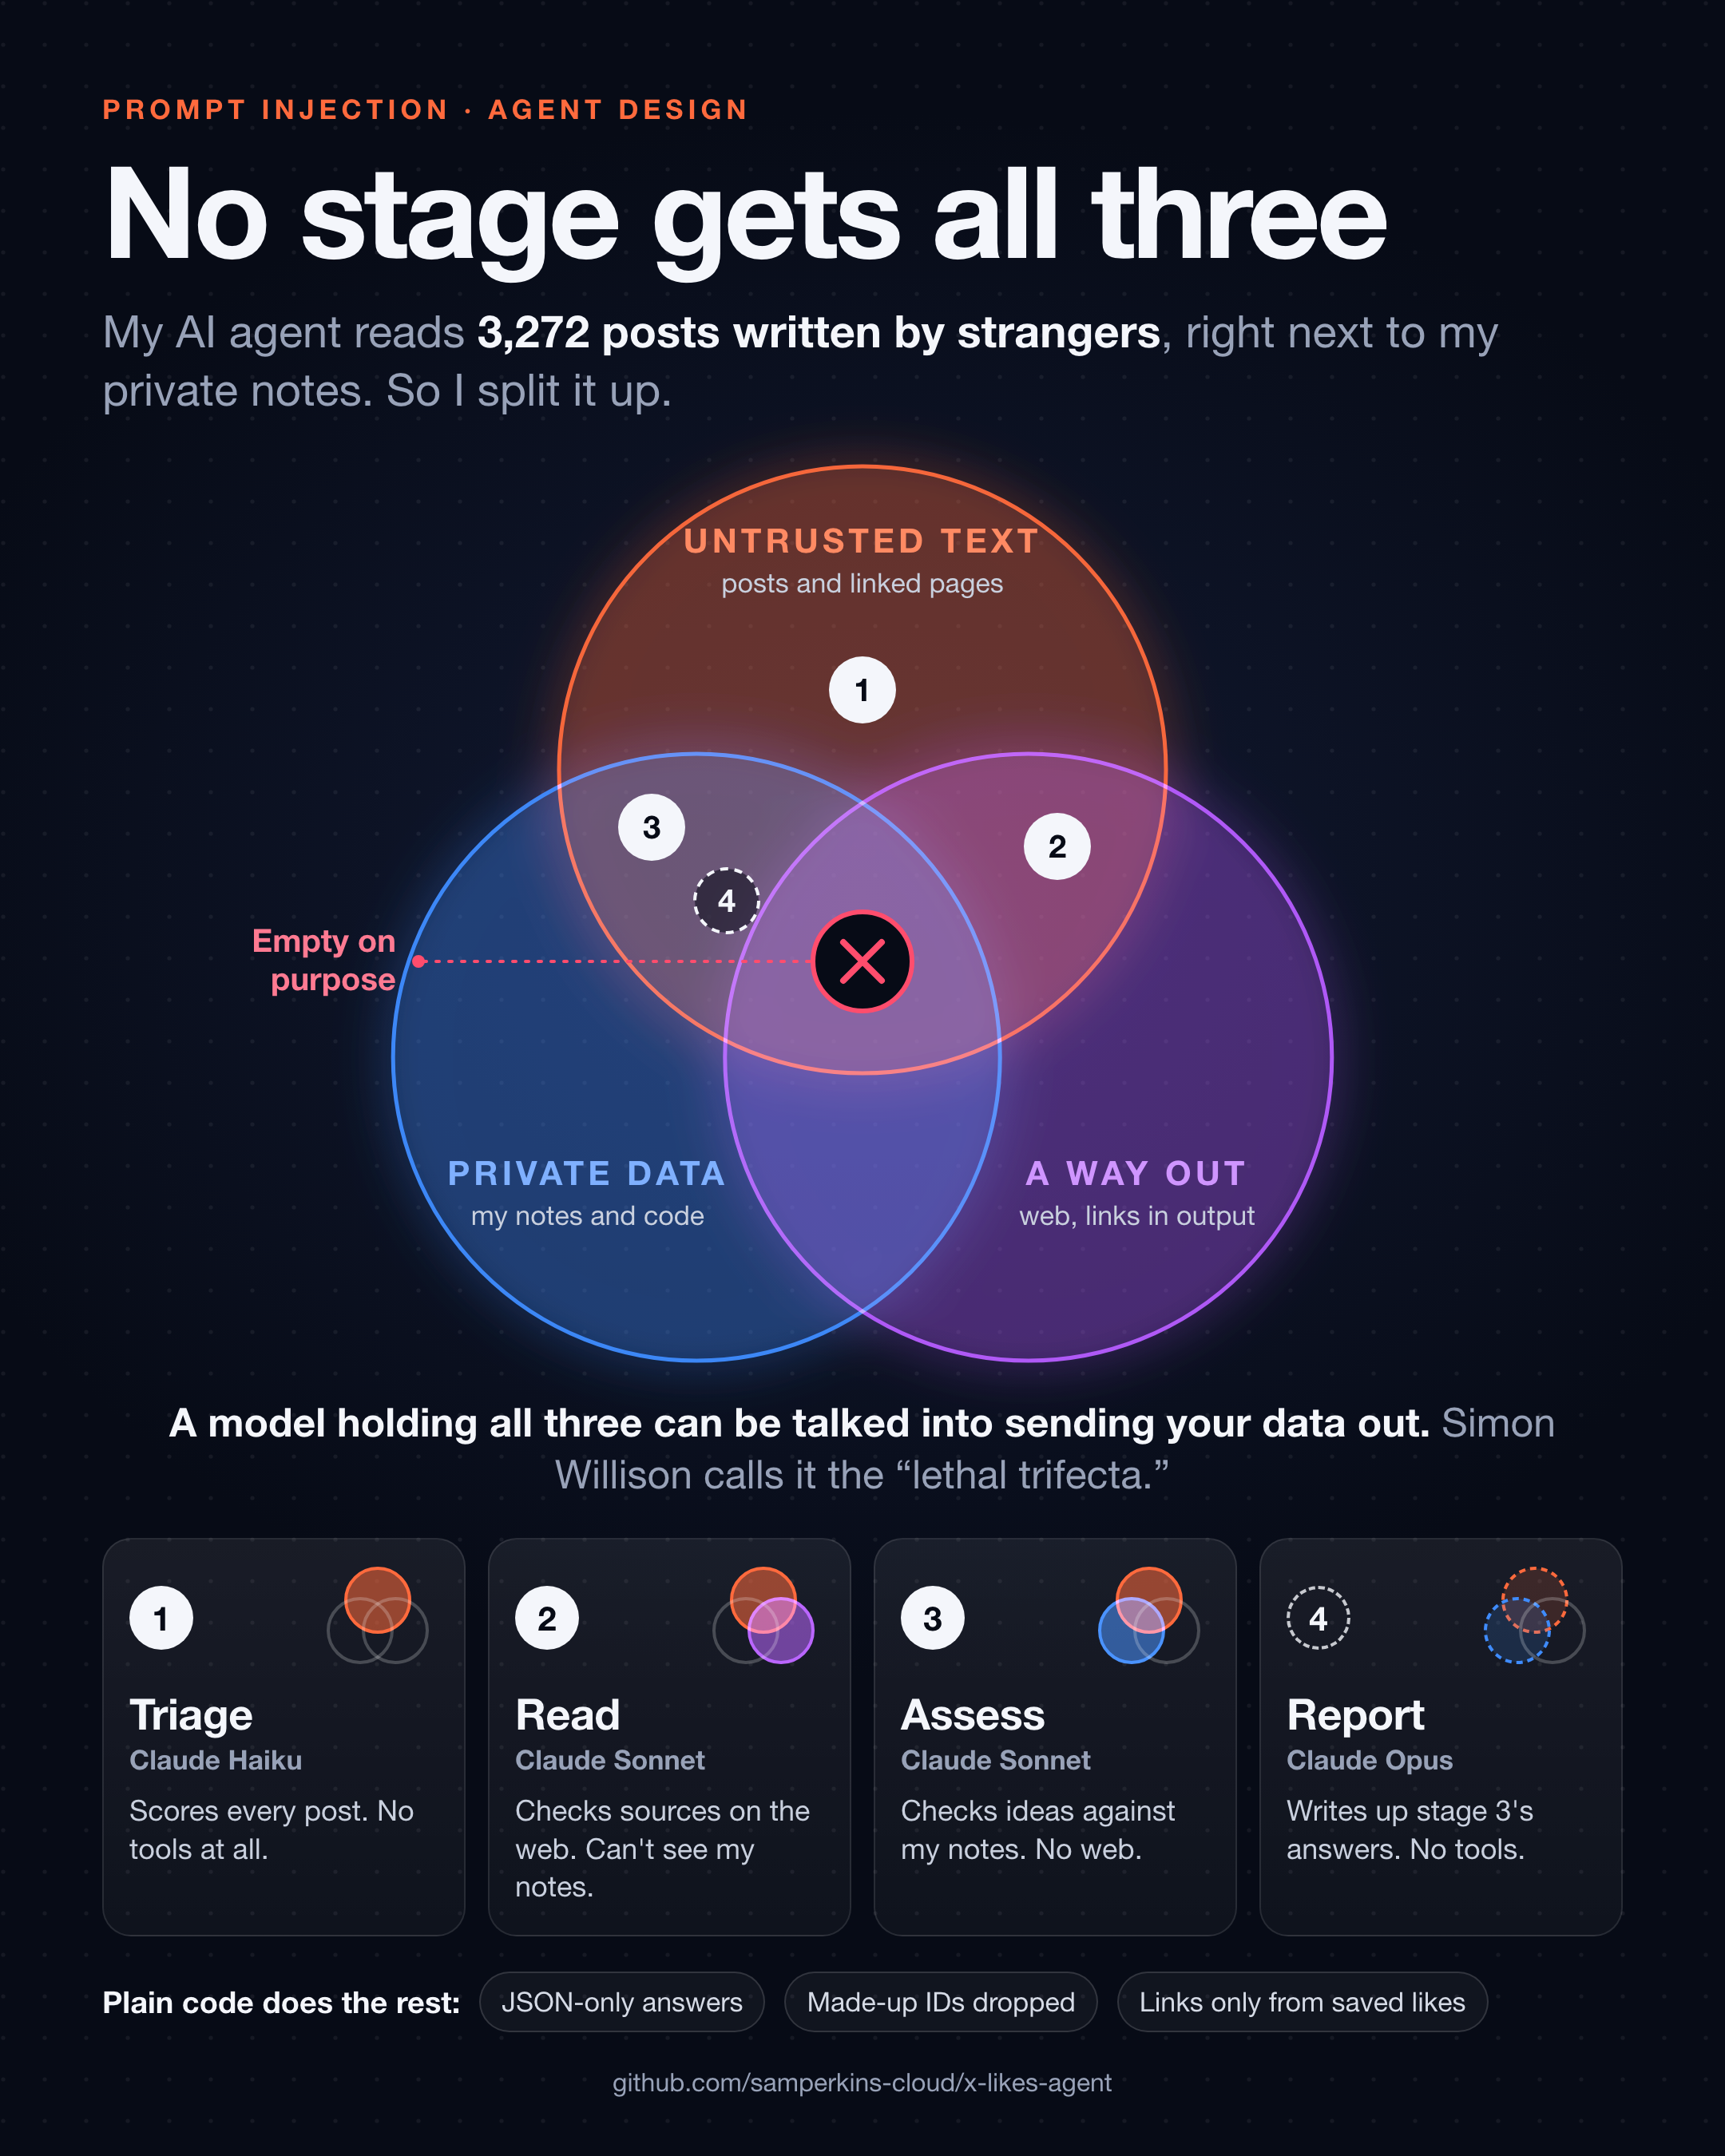 PROMPT INJECTION · AGENT DESIGN
No stage gets all three
My AI agent reads 3,272 posts written by strangers, right next to my
private notes. So I split it up.
UNTRUSTED TEXT
posts and linked pages
1
3
2
4
Empty on
purpose
PRIVATE DATA
my notes and code
A WAY OUT
web, links in output
A model holding all three can be talked into sending your data out. Simon
Willison calls it the “lethal trifecta.”
1
Triage
Claude Haiku
Scores every post. No
tools at all.
2
Read
Claude Sonnet
Checks sources on the
web. Can't see my
notes.
3
Assess
Claude Sonnet
Checks ideas against
my notes. No web.
4
Report
Claude Opus
Writes up stage 3's
answers. No tools.
Plain code does the rest:
JSON-only answers
Made-up IDs dropped
Links only from saved likes
github.com/samperkins-cloud/x-likes-agent